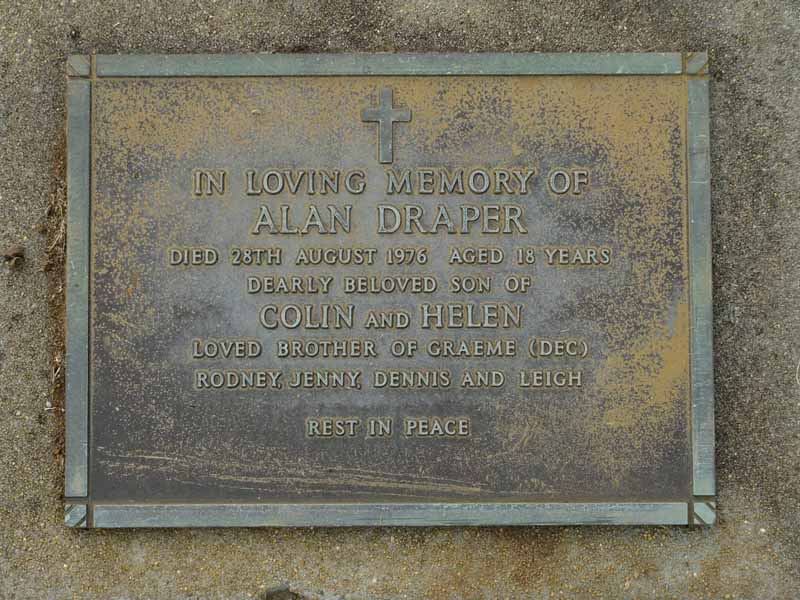 IN LOVING MEMORY OF
ALAN DRAPER
DIED 28TH AUGUST 1976 AGED 18 YEARS
DEARLY BELOVED SON OF
COLIN AND HELEN
LOVED BROTHER OF GRAEME (DEC)
RODNEY, JENNY, DENNIS AND LEIGH
REST IN PEACE